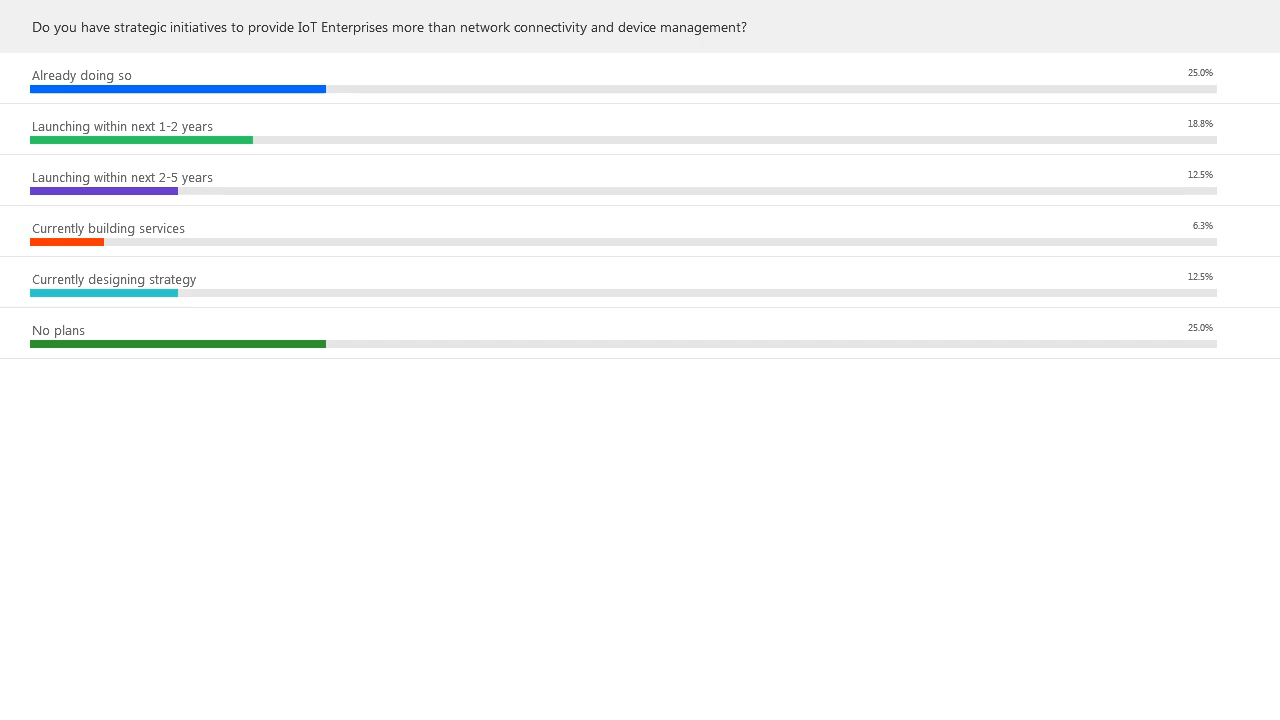 Do you have strategic initiatives to provide IoT Enterprises more than network connectivity and device management?
Already doing so
25.0%
Launching within next 1-2 years
18.8%
Launching within next 2-5 years
12.5%
Currently building services
6.3%
Currently designing strategy
12.5%
No plans
25.0%